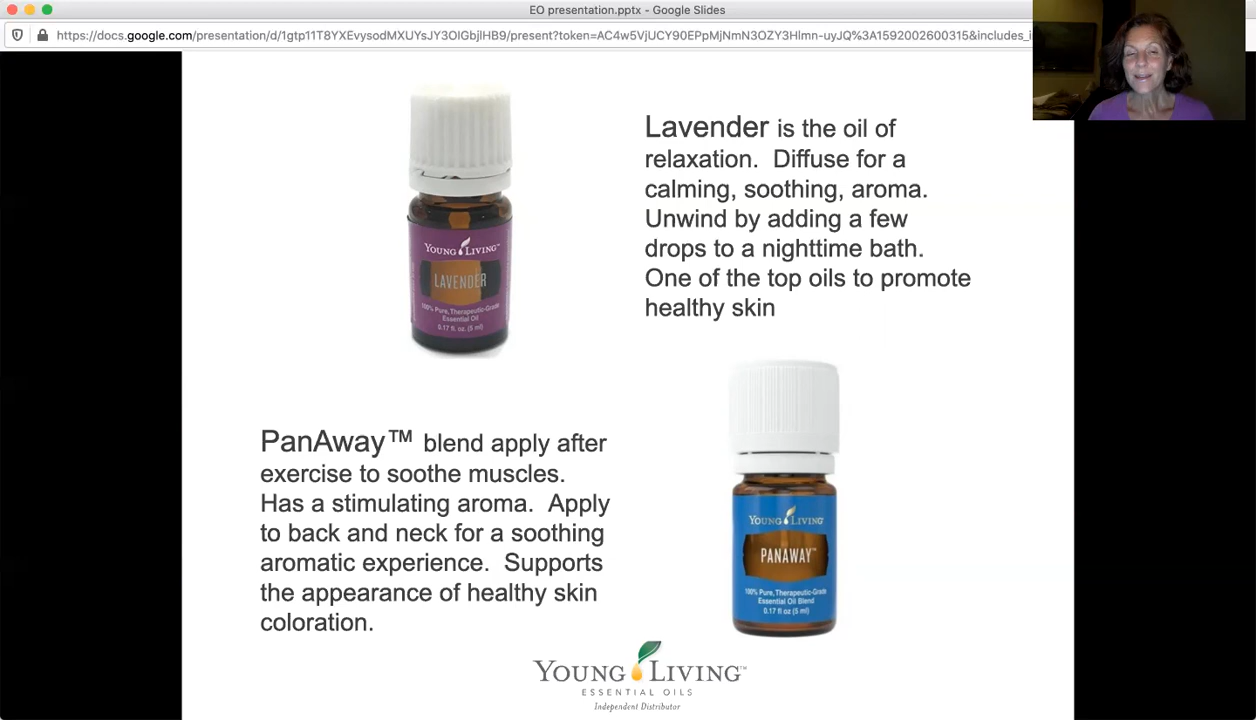 EO presentation.pptx - Google Slides
https://docs.google.com/presentation/d/1gtp11T8YXEvysodMXUYsJY3OIGbjlHB9/present?token=AC4w5VjUCY90EPpMjNmN3OZY3Hlmn-uyJQ%3A1592002600315&includes_i
Lavender is the oil of
relaxation. Diffuse for a
calming, soothing, aroma.
Unwind by adding a few
drops to a nighttime bath.
One of the top oils to promote
healthy skin
YOUNG LIVING™
LAVENDER
100% Pure, Therapeutic-Grade
Essential Oil
0.17 fl. oz. (5 ml)
PanAway™ blend apply after
exercise to soothe muscles.
Has a stimulating aroma. Apply
to back and neck for a soothing
aromatic experience. Supports
the appearance of healthy skin
coloration.
YOUNG LIVING
PANAWAY™
100% Pure, Therapeutic-Grade
Essential Oil Blend
0.17 fl oz (5 ml)
YOUNG LIVING™
ESSENTIAL OILS
Independent Distributor